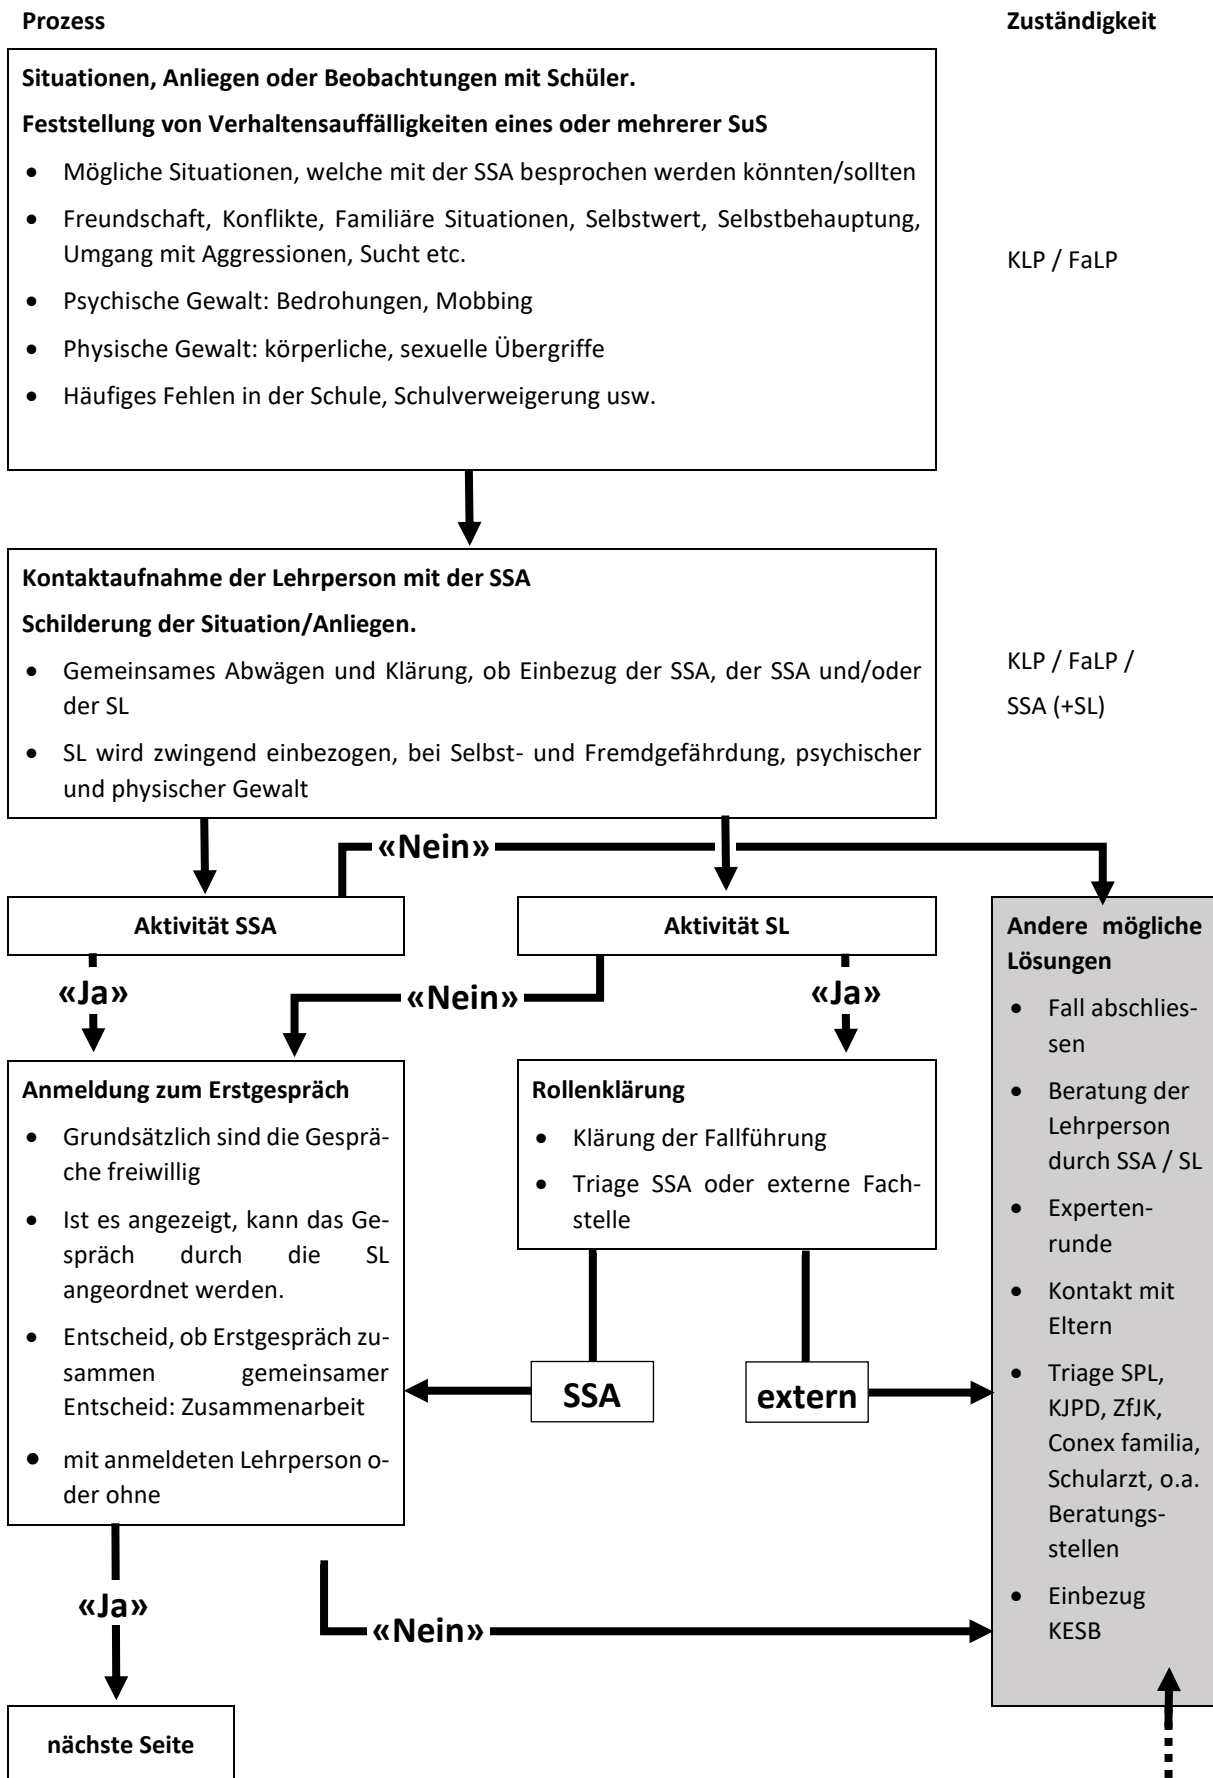 Prozess
Zuständigkeit
Situationen, Anliegen oder Beobachtungen mit Schüler.
Feststellung von Verhaltensauffälligkeiten eines oder mehrerer SuS
• Mögliche Situationen, welche mit der SSA besprochen werden könnten/sollten
• Freundschaft, Konflikte, Familiäre Situationen, Selbstwert, Selbstbehauptung,
Umgang mit Aggressionen, Sucht etc.
• Psychische Gewalt: Bedrohungen, Mobbing
• Physische Gewalt: körperliche, sexuelle Übergriffe
• Häufiges Fehlen in der Schule, Schulverweigerung usw.
KLP / FaLP
Kontaktaufnahme der Lehrperson mit der SSA
Schilderung der Situation/Anliegen.
• Gemeinsames Abwägen und Klärung, ob Einbezug der SSA, der SSA und/oder
der SL
• SL wird zwingend einbezogen, bei Selbst- und Fremdgefährdung, psychischer
und physischer Gewalt
KLP / FaLP /
SSA (+SL)
«Nein»
Aktivität SSA
Aktivität SL
«Ja»
«Nein»
«Ja»
Anmeldung zum Erstgespräch
• Grundsätzlich sind die Gesprä-
che freiwillig
• Ist es angezeigt, kann das Ge-
spräch durch die SL
angeordnet werden.
• Entscheid, ob Erstgespräch zu-
sammen gemeinsamer
Entscheid: Zusammenarbeit
• mit anmeldeten Lehrperson o-
der ohne
Rollenklärung
• Klärung der Fallführung
• Triage SSA oder externe Fach-
stelle
SSA
extern
Andere mögliche
Lösungen
• Fall abschlies-
sen
• Beratung der
Lehrperson
durch SSA / SL
• Experten-
runde
• Kontakt mit
Eltern
• Triage SPL,
KJPD, ZfJK,
Conex familia,
Schularzt, o.a.
Beratungs-
stellen
• Einbezug
KESB
«Ja»
«Nein»
nächste Seite